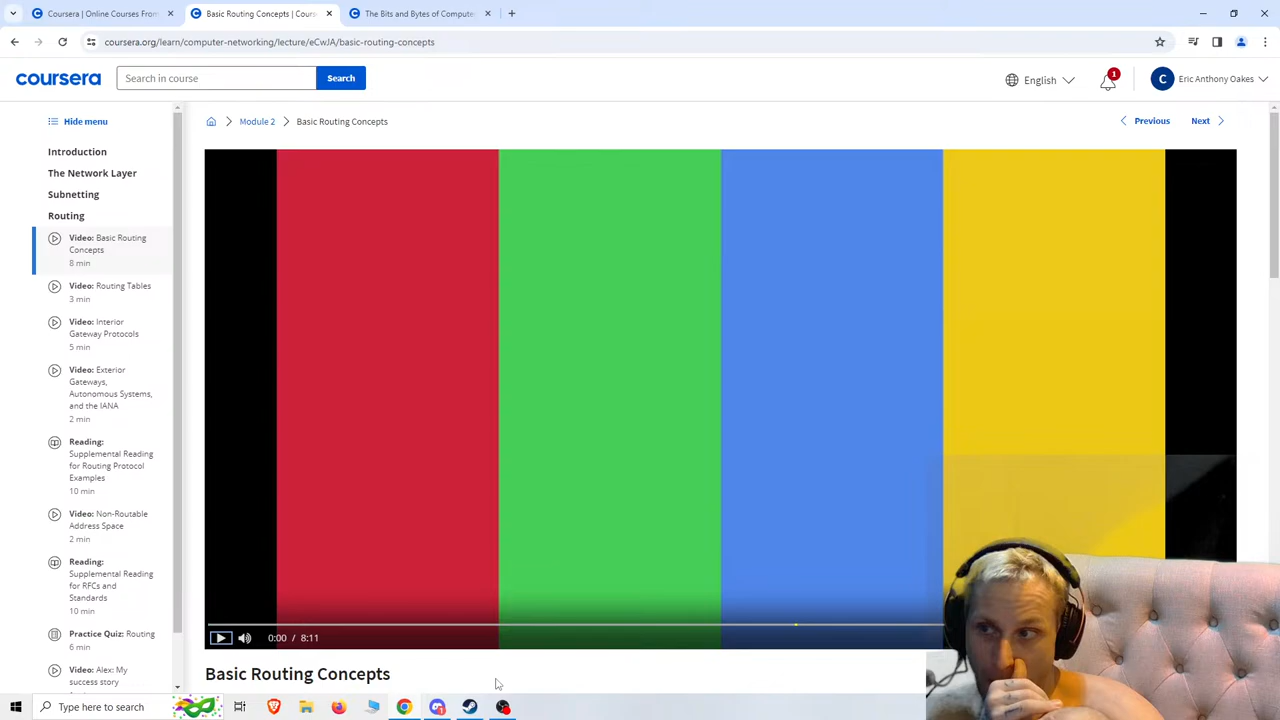 Coursera | Online Courses From
Basic Routing Concepts | Cours
The Bits and Bytes of Compute
coursera.org/learn/computer-networking/lecture/eCwJA/basic-routing-concepts
coursera
Search in course
Search
English
1
C
Eric Anthony Oakes
Hide menu
Module 2
Basic Routing Concepts
Previous
Next
Introduction
The Network Layer
Subnetting
Routing
Video: Basic Routing
Concepts
8 min
Video: Routing Tables
3 min
Video: Interior
Gateway Protocols
5 min
Video: Exterior
Gateways,
Autonomous Systems,
and the IANA
2 min
Reading:
Supplemental Reading
for Routing Protocol
Examples
10 min
Video: Non-Routable
Address Space
2 min
Reading:
Supplemental Reading
for RFCs and
Standards
10 min
Practice Quiz: Routing
6 min
Video: Alex: My
success story
0:00 / 8:11
Basic Routing Concepts
Type here to search